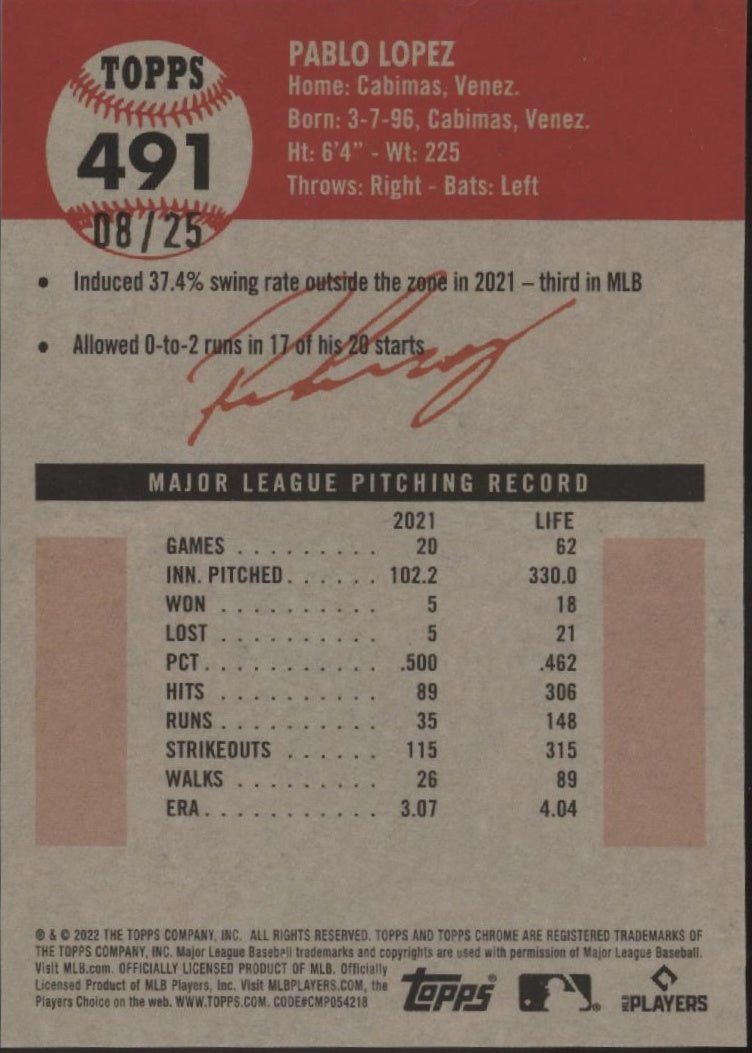 TOPPS
491
08/25
PABLO LOPEZ
Home: Cabimas, Venez.
Born: 3-7-96, Cabimas, Venez.
Ht: 6'4" - Wt: 225
Throws: Right - Bats: Left
• Induced 37.4% swing rate outside the zone in 2021 – third in MLB
• Allowed 0-to-2 runs in 17 of his 20 starts
MAJOR LEAGUE PITCHING RECORD
2021 LIFE
GAMES . . . . . . . . . . 20 62
INN. PITCHED . . . . . . 102.2 330.0
WON . . . . . . . . . . . 5 18
LOST . . . . . . . . . . . 5 21
PCT. . . . . . . . . . . . .500 .462
HITS . . . . . . . . . . . 89 306
RUNS . . . . . . . . . . . 35 148
STRIKEOUTS . . . . . . 115 315
WALKS . . . . . . . . . . 26 89
ERA. . . . . . . . . . . . 3.07 4.04
® & © 2022 THE TOPPS COMPANY, INC. ALL RIGHTS RESERVED. TOPPS AND TOPPS CHROME ARE REGISTERED TRADEMARKS OF
THE TOPPS COMPANY, INC. Major League Baseball trademarks and copyrights are used with permission of Major League Baseball.
Visit MLB.com. OFFICIALLY LICENSED PRODUCT OF MLB. Officially
Licensed Product of MLB Players, Inc. Visit MLBPLAYERS.COM, the
Players Choice on the web. WWW.TOPPS.COM. CODE#CMP054218
Topps®
MLB PLAYERS